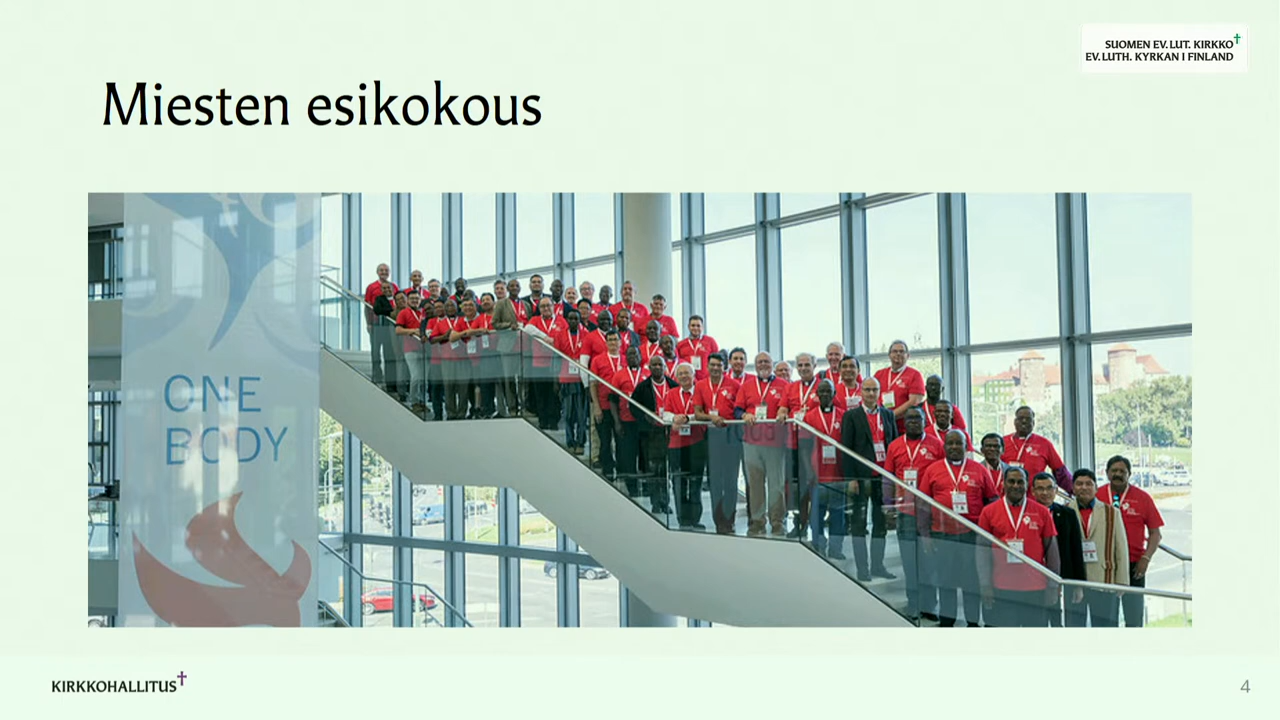 SUOMEN EV. LUT. KIRKKO
EV. LUTH. KYRKAN I FINLAND
Miesten esikokous
ONE
BODY
KIRKKOHALLITUS
4